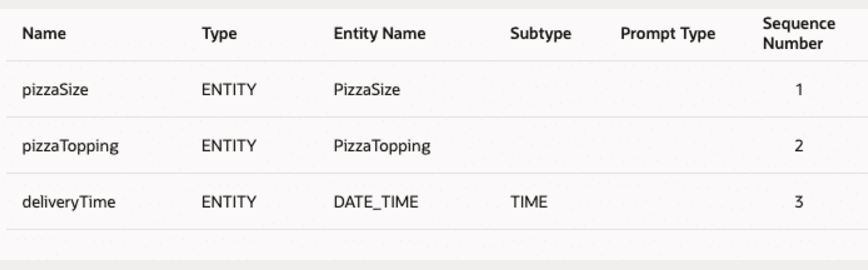 Name Type Entity Name Subtype Prompt Type Sequence Number
pizzaSize ENTITY PizzaSize 1
pizzaTopping ENTITY PizzaTopping 2
deliveryTime ENTITY DATE_TIME TIME 3